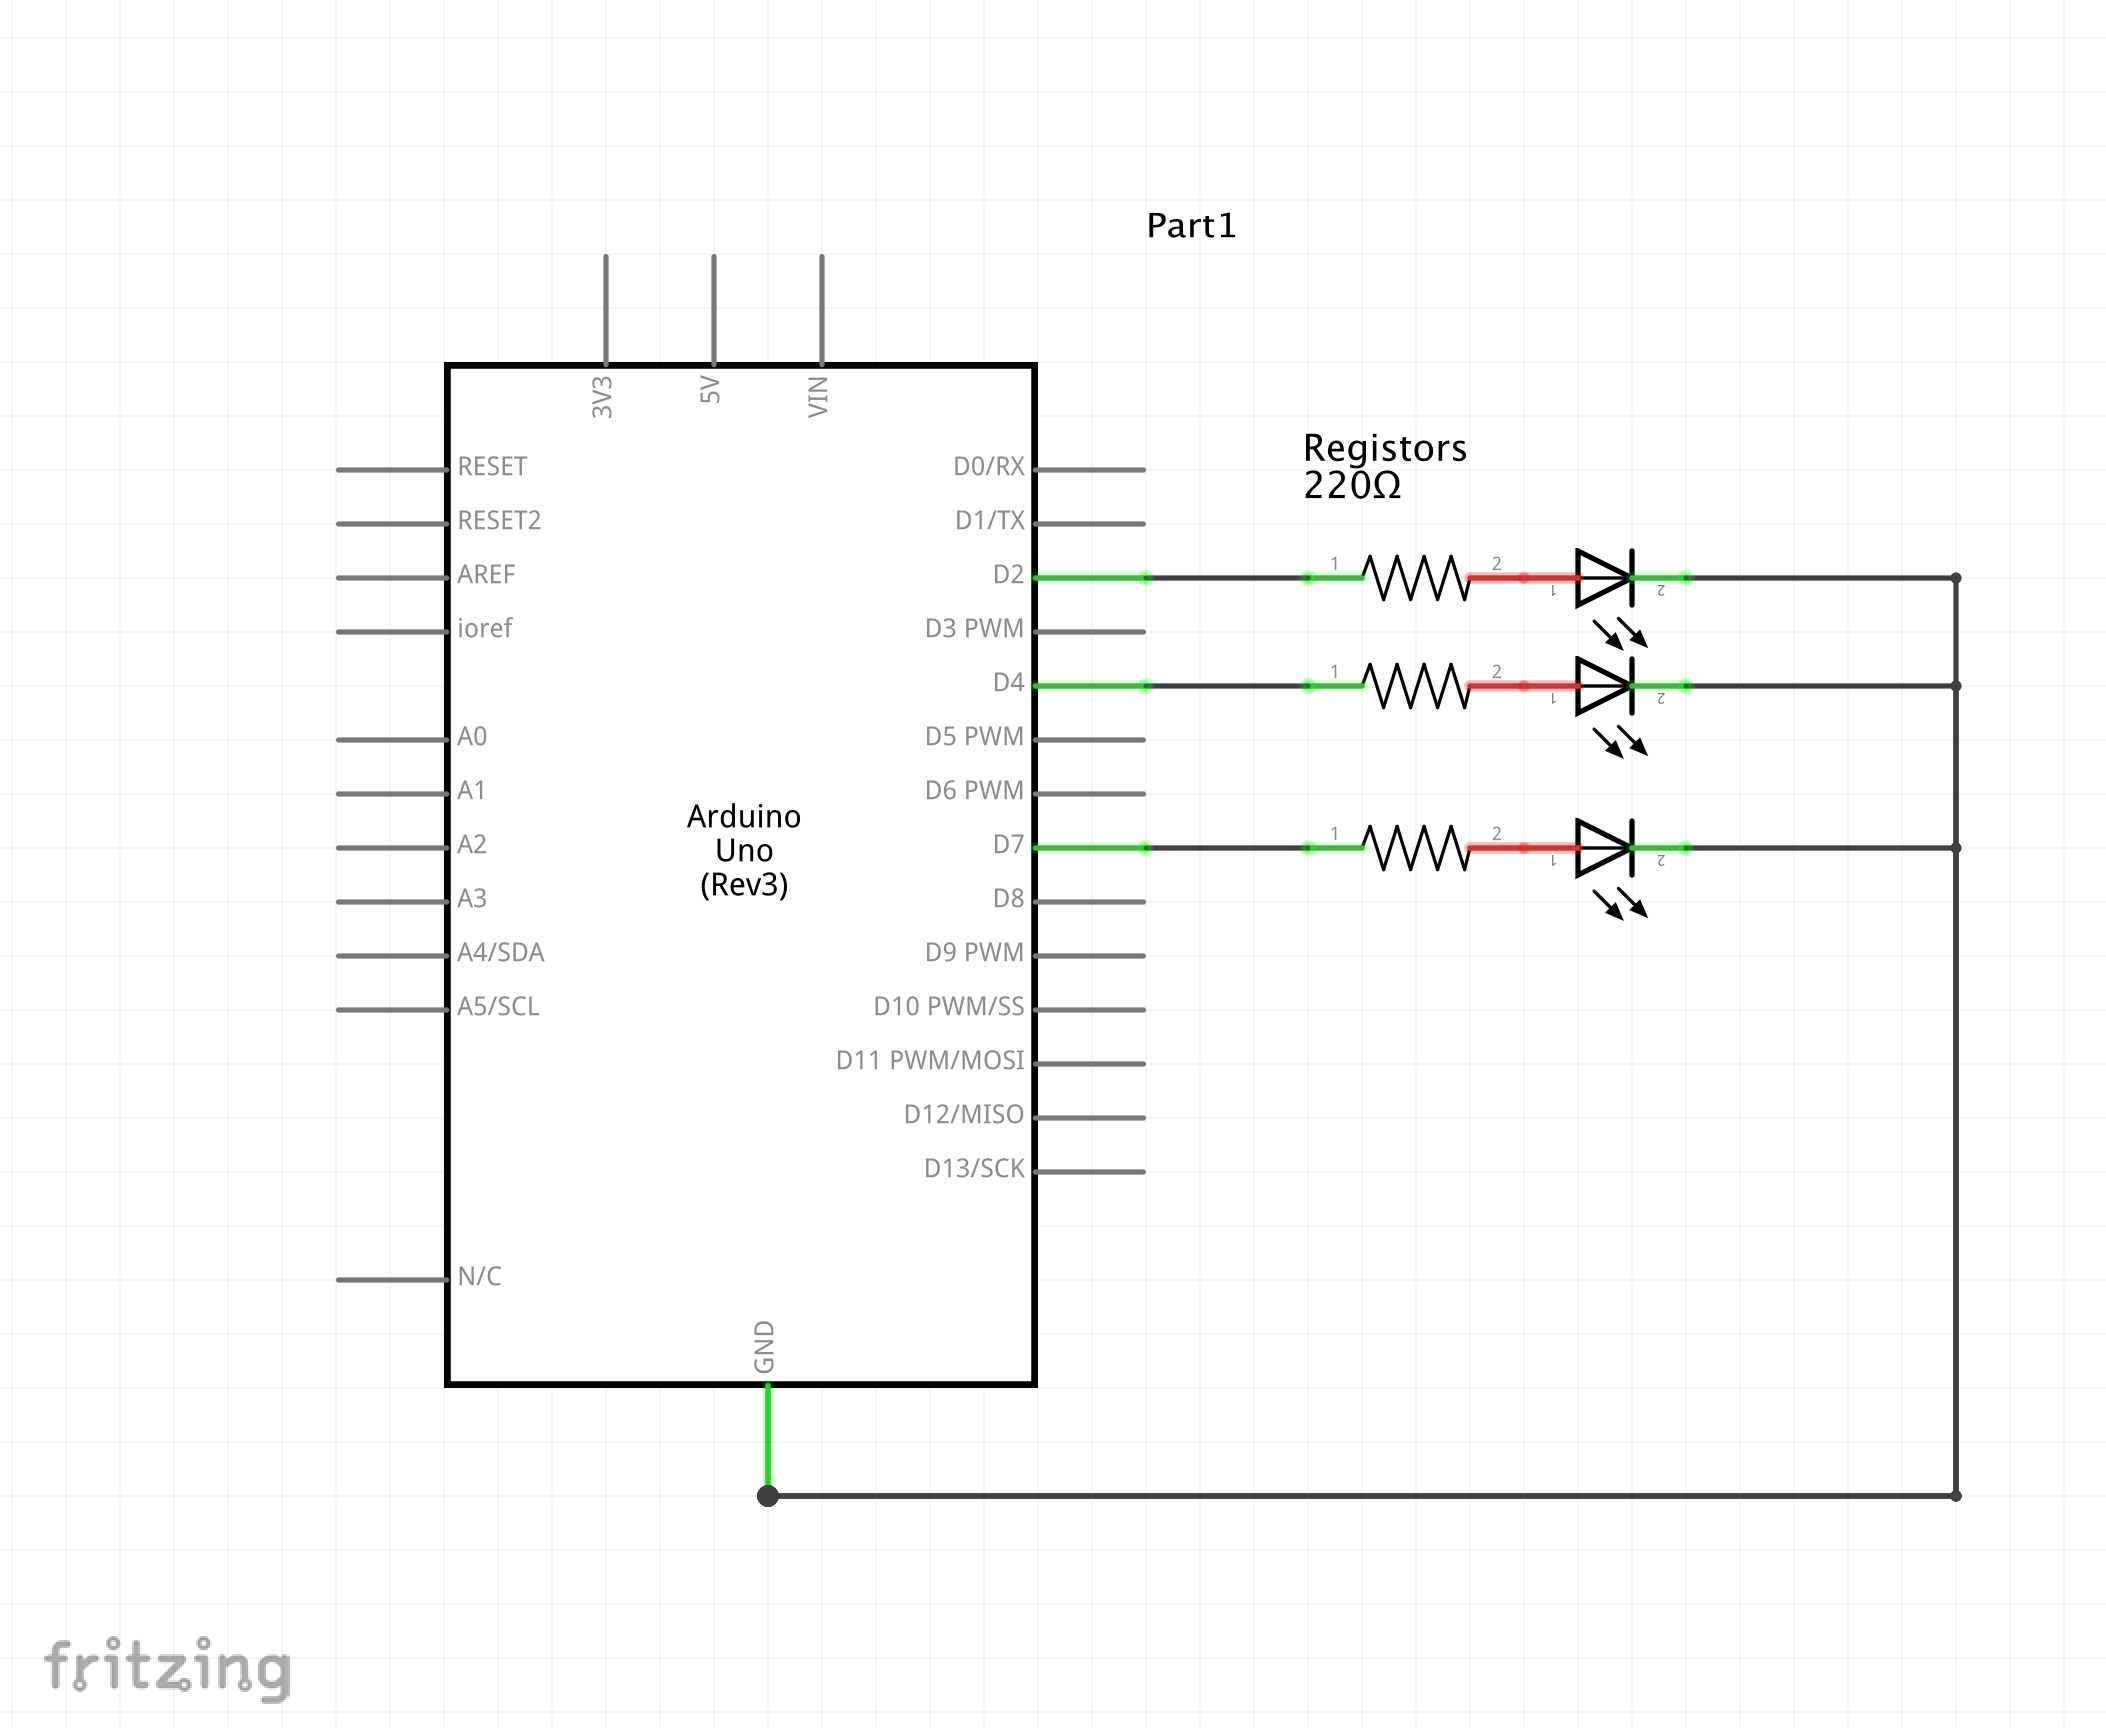 Part1
3V3
5V
VIN
RESET
D0/RX
Registors
220Ω
RESET2
D1/TX
AREF
D2
1
2
1
2
ioref
D3 PWM
D4
1
2
1
2
A0
D5 PWM
A1
D6 PWM
Arduino
Uno
(Rev3)
A2
D7
1
2
1
2
A3
D8
A4/SDA
D9 PWM
A5/SCL
D10 PWM/SS
D11 PWM/MOSI
D12/MISO
D13/SCK
N/C
GND
fritzing